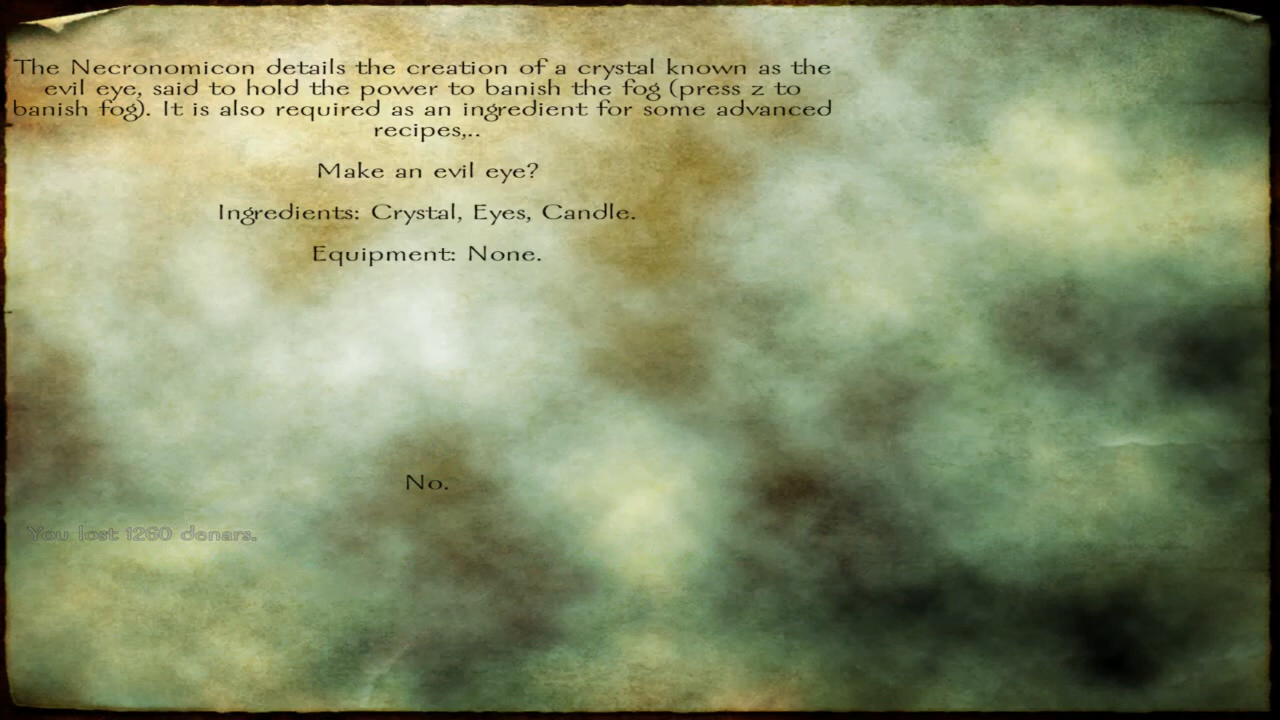 The Necronomicon details the creation of a crystal known as the
evil eye, said to hold the power to banish the fog (press z to
banish fog). It is also required as an ingredient for some advanced
recipes,..
Make an evil eye?
Ingredients: Crystal, Eyes, Candle.
Equipment: None.
No.
You lost 1260 denars.